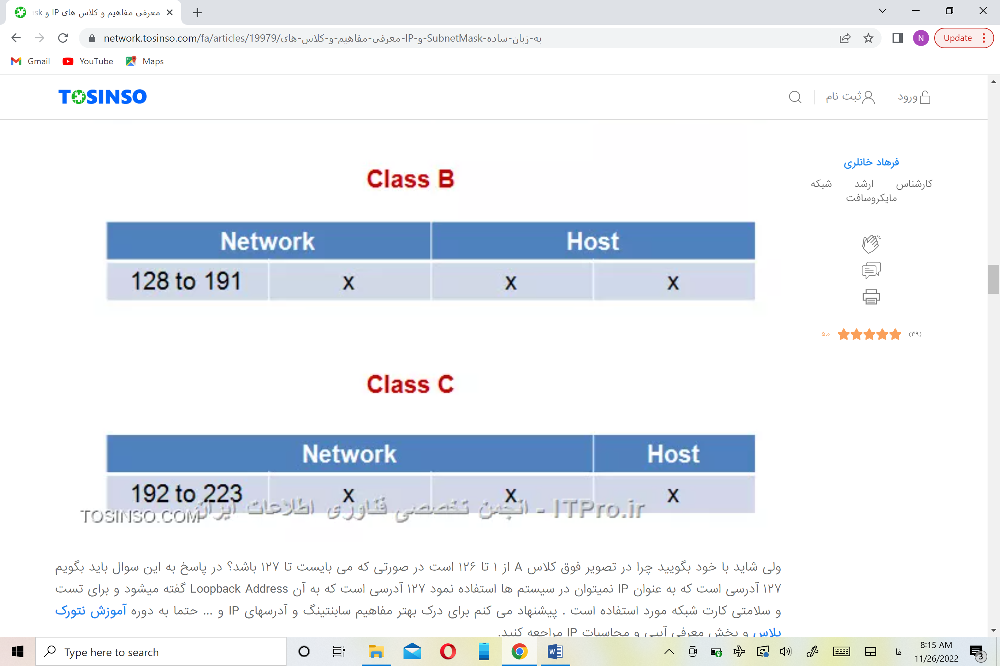 معرفی مفاهیم و کلاس های IP و sk
network.tosinso.com/fa/articles/19979/معرفی-مفاهیم-و-کلاس-های-IP-و-SubnetMask-به-زبان-ساده
N
Update
Gmail
YouTube
Maps
TOSINSO
ثبت نام
ورود
Class B
Network Host
128 to 191 x x x
Class C
Network Host
192 to 223 x x x
TOSINSO.COM
ITPro.ir - انجمن تخصصی فناوری اطلاعات ایران
فرهاد خانلری
کارشناس ارشد شبکه
مایکروسافت
۵.۰ (۳۹)
ولی شاید با خود بگویید چرا در تصویر فوق کلاس A از ۱ تا ۱۲۶ است در صورتی که می بایست تا ۱۲۷ باشد؟ در پاسخ به این سوال باید بگویم
۱۲۷ آدرسی است که به عنوان IP نمیتوان در سیستم ها استفاده نمود ۱۲۷ آدرسی است که به آن Loopback Address گفته میشود و برای تست
و سلامتی کارت شبکه مورد استفاده است . پیشنهاد می کنم برای درک بهتر مفاهیم سابنتینگ و آدرسهای IP و ... حتما به دوره آموزش نتورک
پلاس و بخش معرفی آیپی و محاسبات IP مراجعه کنید.
Type here to search
فا
8:15 AM
11/26/2022
3